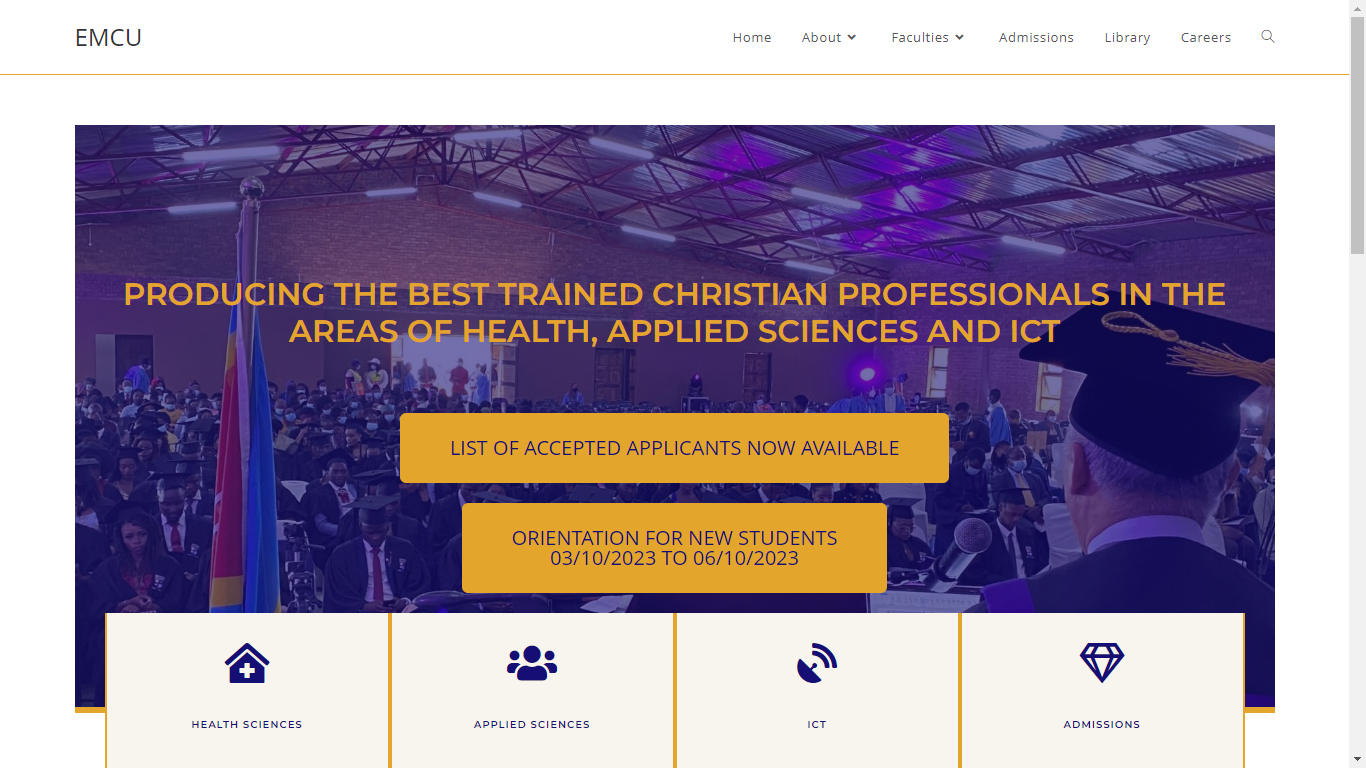 EMCU
Home
About
Faculties
Admissions
Library
Careers
PRODUCING THE BEST TRAINED CHRISTIAN PROFESSIONALS IN THE
AREAS OF HEALTH, APPLIED SCIENCES AND ICT
LIST OF ACCEPTED APPLICANTS NOW AVAILABLE
ORIENTATION FOR NEW STUDENTS
03/10/2023 TO 06/10/2023
HEALTH SCIENCES
APPLIED SCIENCES
ICT
ADMISSIONS